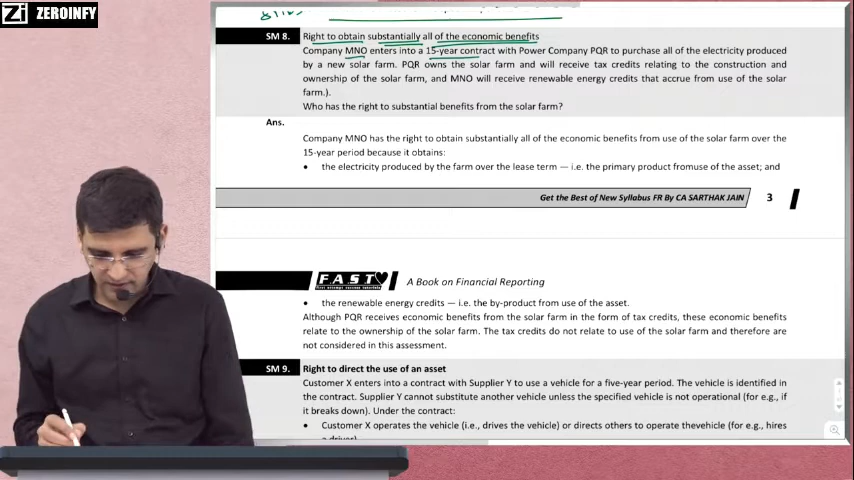 Zi ZEROINFY
SM 8. Right to obtain substantially all of the economic benefits
Company MNO enters into a 15-year contract with Power Company PQR to purchase all of the electricity produced
by a new solar farm. PQR owns the solar farm and will receive tax credits relating to the construction and
ownership of the solar farm, and MNO will receive renewable energy credits that accrue from use of the solar
farm.).
Who has the right to substantial benefits from the solar farm?
Ans.
Company MNO has the right to obtain substantially all of the economic benefits from use of the solar farm over the
15-year period because it obtains:
• the electricity produced by the farm over the lease term — i.e. the primary product fromuse of the asset; and
Get the Best of New Syllabus FR By CA SARTHAK JAIN 3
FAST A Book on Financial Reporting
• the renewable energy credits — i.e. the by-product from use of the asset.
Although PQR receives economic benefits from the solar farm in the form of tax credits, these economic benefits
relate to the ownership of the solar farm. The tax credits do not relate to use of the solar farm and therefore are
not considered in this assessment.
SM 9. Right to direct the use of an asset
Customer X enters into a contract with Supplier Y to use a vehicle for a five-year period. The vehicle is identified in
the contract. Supplier Y cannot substitute another vehicle unless the specified vehicle is not operational (for e.g., if
it breaks down). Under the contract:
• Customer X operates the vehicle (i.e., drives the vehicle) or directs others to operate thevehicle (for e.g., hires
a driver)